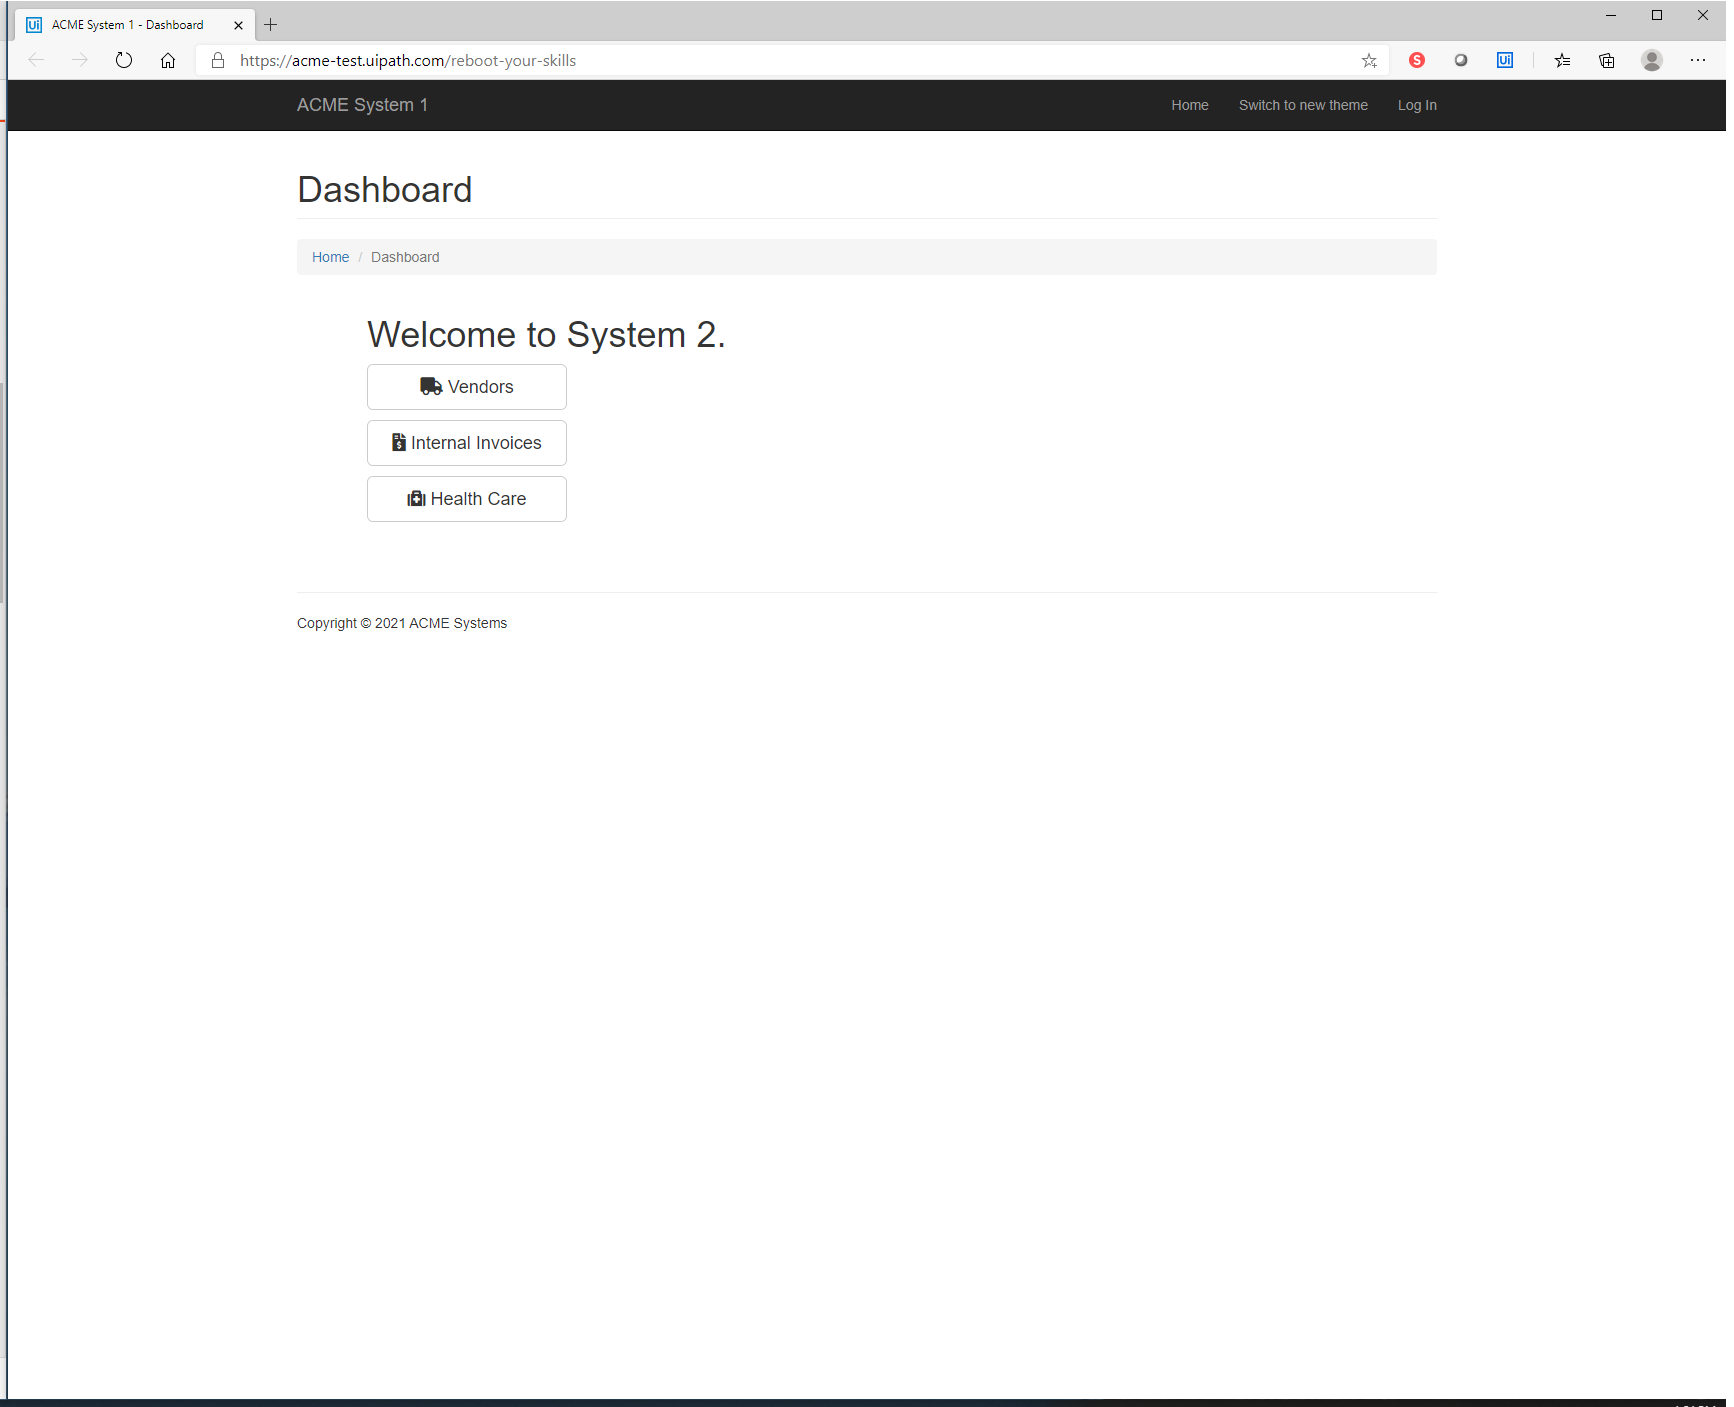 Ui ACME System 1 - Dashboard
https://acme-test.uipath.com/reboot-your-skills
S
Ui
ACME System 1
Home
Switch to new theme
Log In
Dashboard
Home / Dashboard
Welcome to System 2.
Vendors
$ Internal Invoices
Health Care
Copyright © 2021 ACME Systems